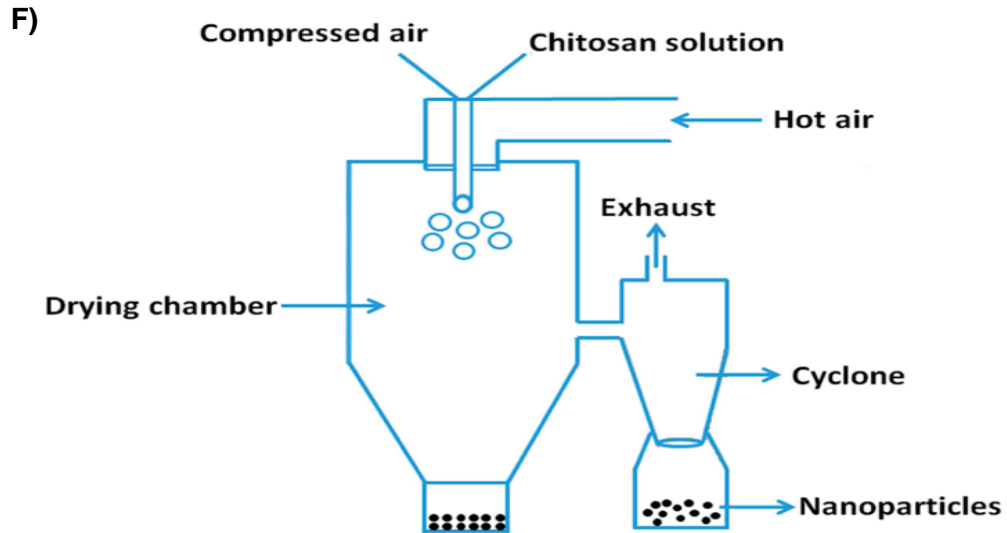 F)
Compressed air
Chitosan solution
Hot air
Exhaust
Drying chamber
Cyclone
Nanoparticles